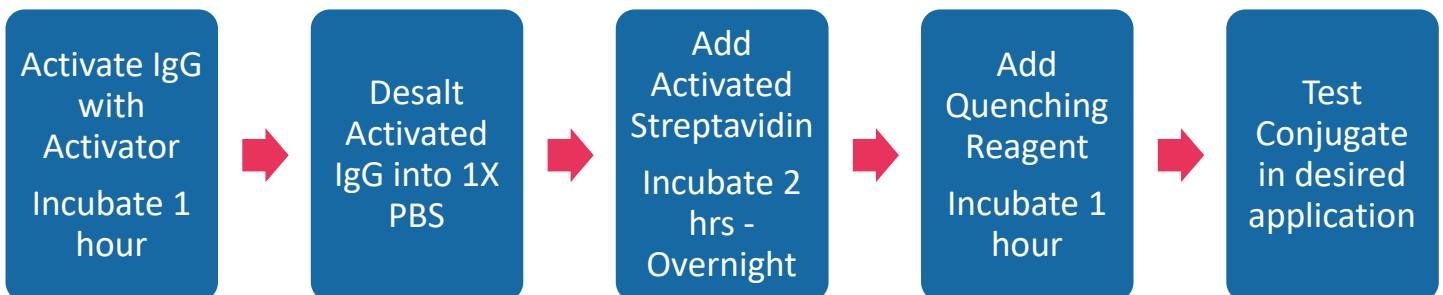 Activate IgG
with
Activator
Incubate 1
hour
Desalt
Activated
IgG into 1X
PBS
Add
Activated
Streptavidin
Incubate 2
hrs -
Overnight
Add
Quenching
Reagent
Incubate 1
hour
Test
Conjugate
in desired
application